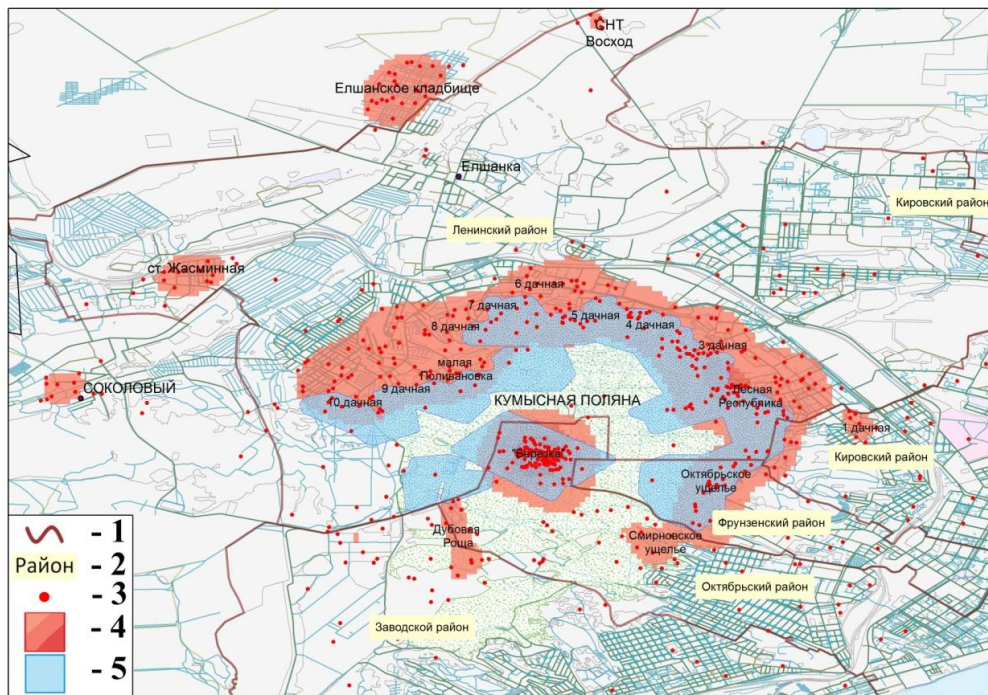 СНТ
Восход
Елшанское кладбище
Елшанка
Кировский район
Ленинский район
ст. Жасминная
6 дачная
7 дачная
5 дачная
4 дачная
8 дачная
3 дачная
малая
Поливановка
9 дачная
Лесная
Республика
СОКОЛОВЫЙ
10 дачная
КУМЫСНАЯ ПОЛЯНА
1 дачная
"Березка"
Кировский район
Октябрьское
ущелье
Фрунзенский район
Дубовая
Роща
Смирновское
ущелье
Октябрьский район
Заводской район
- 1
Район - 2
- 3
- 4
- 5